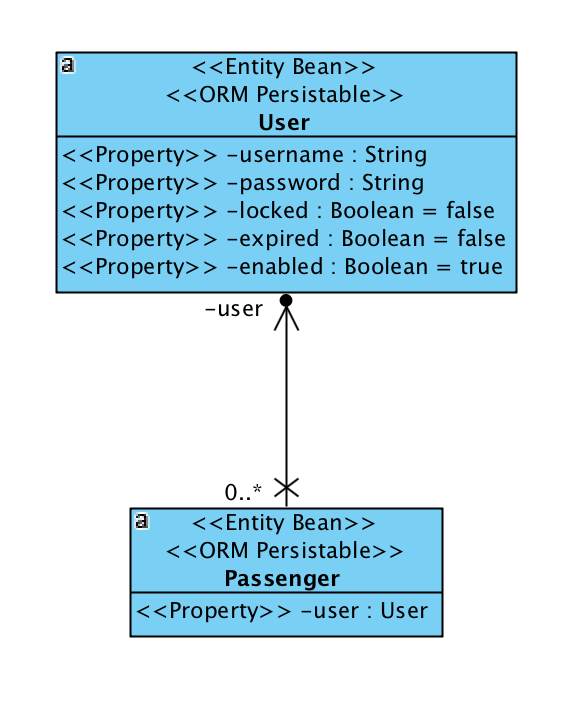 a
<<Entity Bean>>
<<ORM Persistable>>
User
<<Property>> -username : String
<<Property>> -password : String
<<Property>> -locked : Boolean = false
<<Property>> -expired : Boolean = false
<<Property>> -enabled : Boolean = true
-user
0..*
a
<<Entity Bean>>
<<ORM Persistable>>
Passenger
<<Property>> -user : User